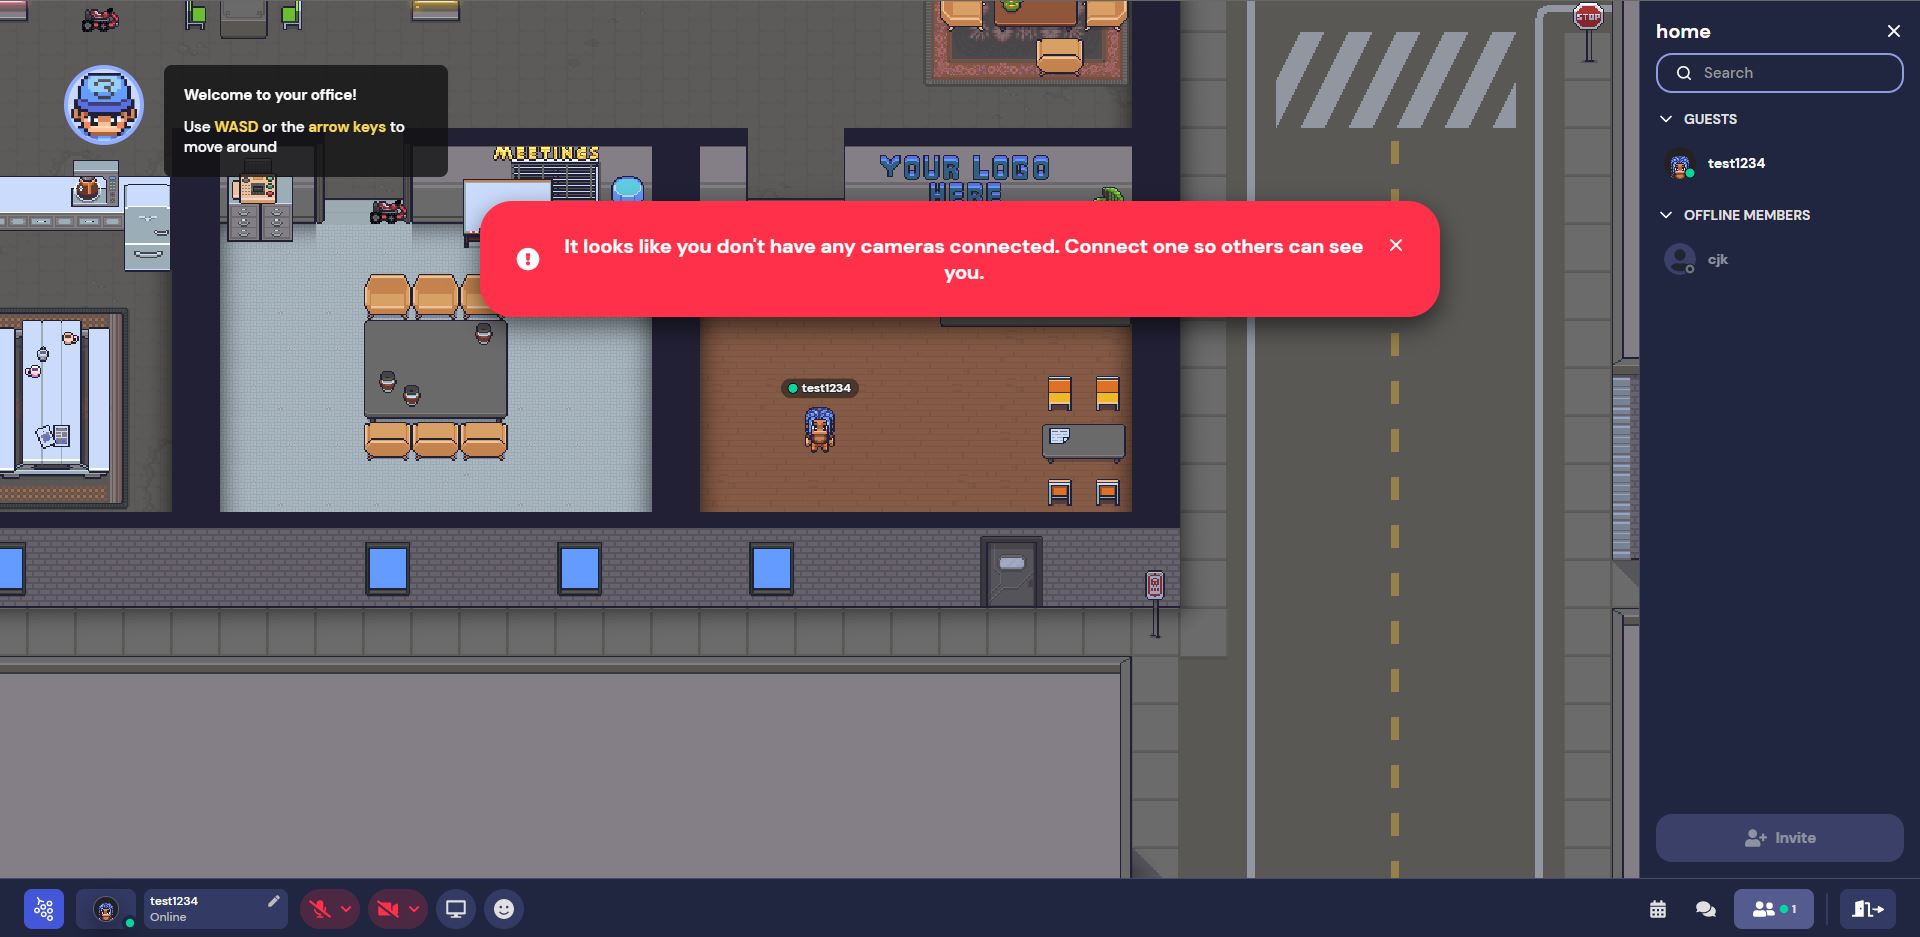 Welcome to your office!
Use WASD or the arrow keys to
move around
MEETINGS
YOUR LOGO
HERE
It looks like you don't have any cameras connected. Connect one so others can see
you.
test1234
STOP
home
Search
GUESTS
test1234
OFFLINE MEMBERS
cjk
Invite
test1234
Online
1